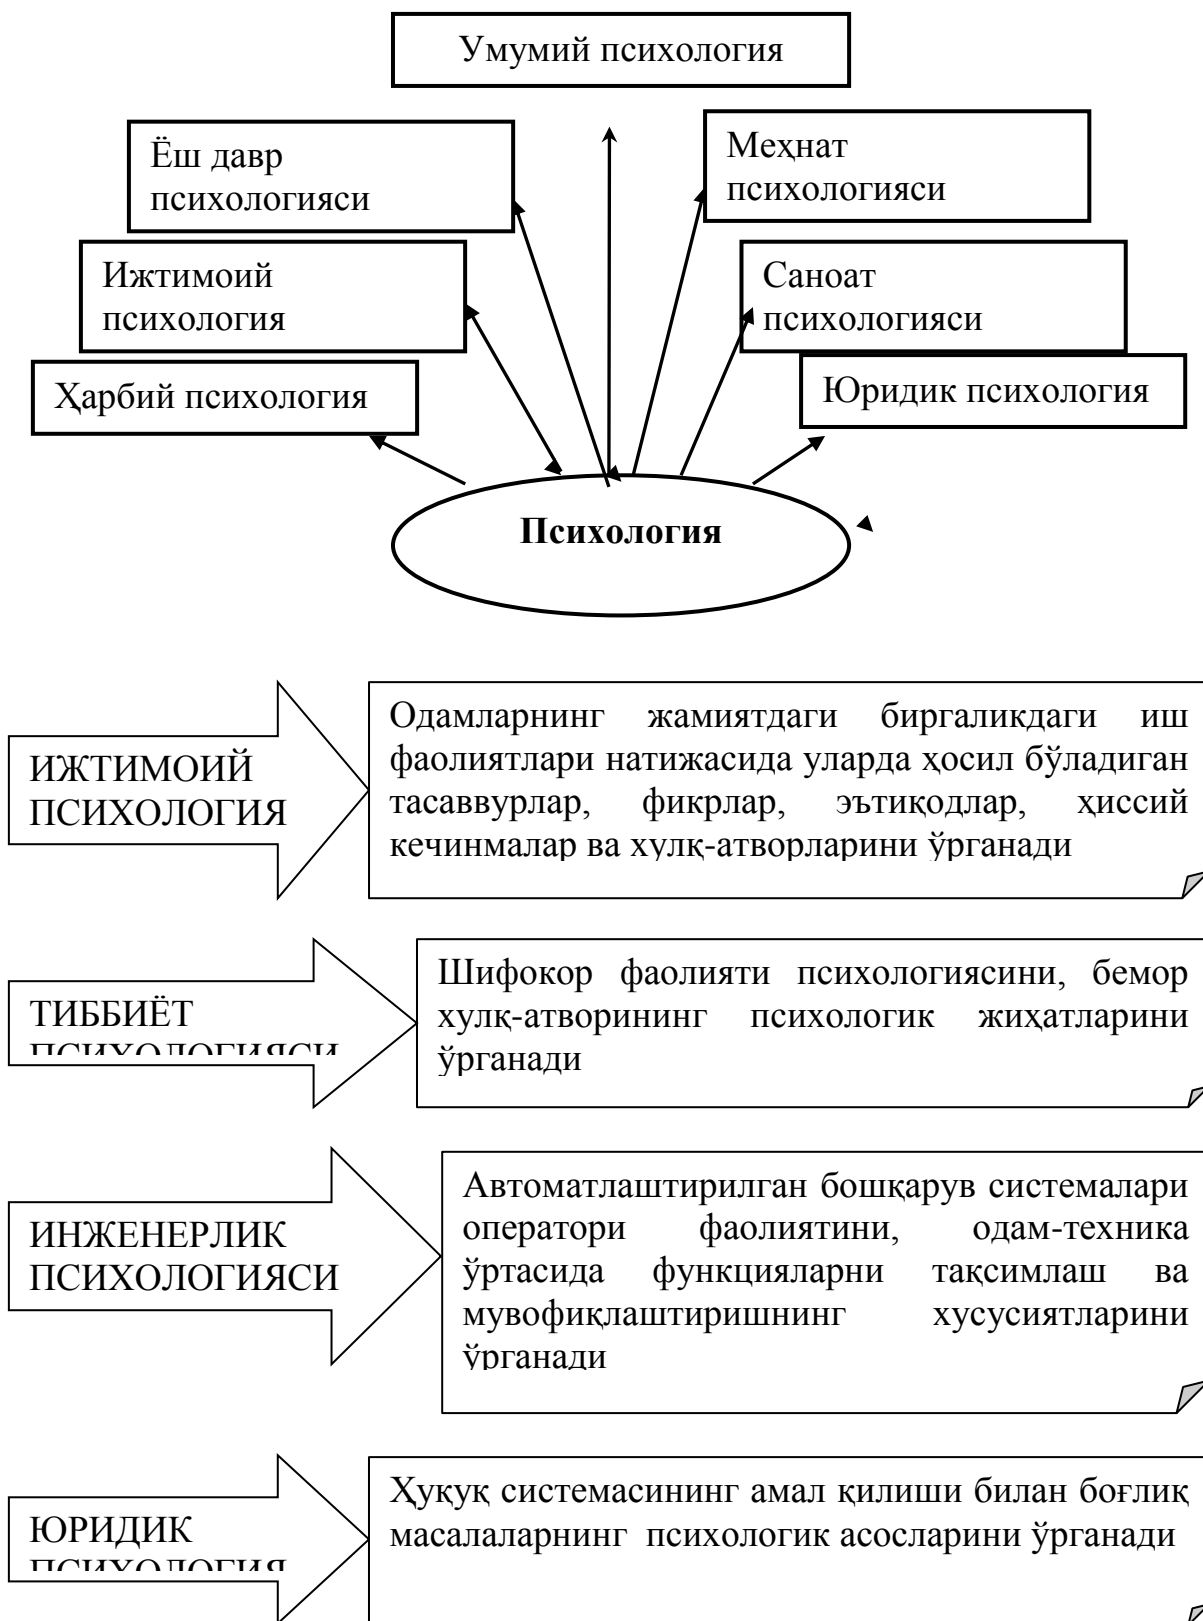 Умумий психология
Ёш давр
психологияси
Меҳнат
психологияси
Ижтимоий
психология
Саноат
психологияси
Ҳарбий психология
Юридик психология
Психология
ИЖТИМОИЙ
ПСИХОЛОГИЯ
Одамларнинг жамиятдаги биргаликдаги иш
фаолиятлари натижасида уларда ҳосил бўладиган
тасаввурлар, фикрлар, эътиқодлар, ҳиссий
кечинмалар ва хулқ-атворларини ўрганади
ТИББИЁТ
ПСИХОЛОГИЯСИ
Шифокор фаолияти психологиясини, бемор
хулқ-атворининг психологик жиҳатларини
ўрганади
ИНЖЕНЕРЛИК
ПСИХОЛОГИЯСИ
Автоматлаштирилган бошқарув системалари
оператори фаолиятини, одам-техника
ўртасида функцияларни тақсимлаш ва
мувофиқлаштиришнинг хусусиятларини
ўрганади
ЮРИДИК
ПСИХОЛОГИЯ
Ҳуқуқ системасининг амал қилиши билан боғлиқ
масалаларнинг психологик асосларини ўрганади